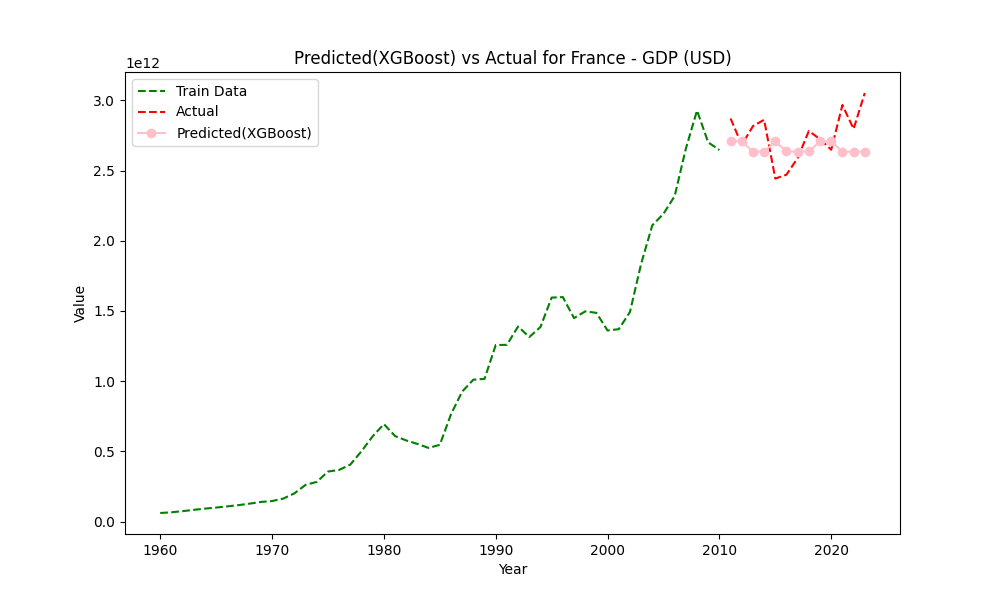 Predicted(XGBoost) vs Actual for France - GDP (USD)
1e12
Train Data
Actual
Predicted(XGBoost)
3.0
2.5
2.0
1.5
1.0
0.5
0.0
Value
1960 1970 1980 1990 2000 2010 2020
Year